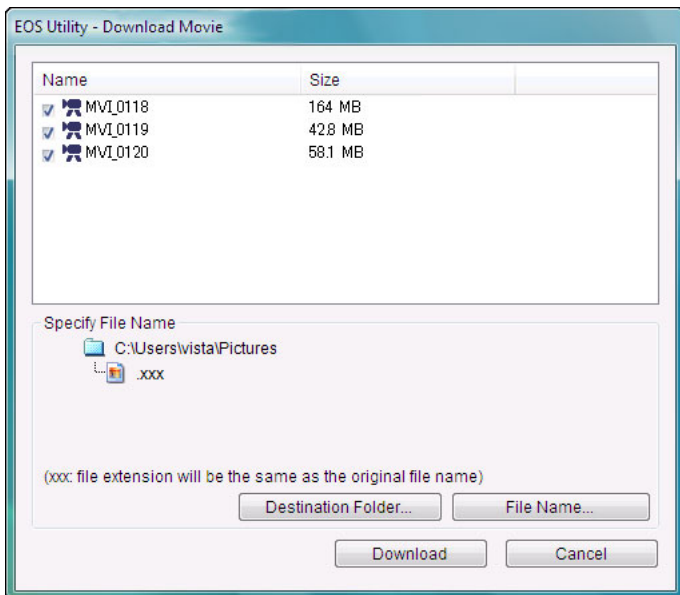 EOS Utility - Download Movie
Name Size
MVI_0118 164 MB
MVI_0119 42.8 MB
MVI_0120 58.1 MB
Specify File Name
C:\Users\vista\Pictures
.xxx
(xxx: file extension will be the same as the original file name)
Destination Folder... File Name...
Download Cancel